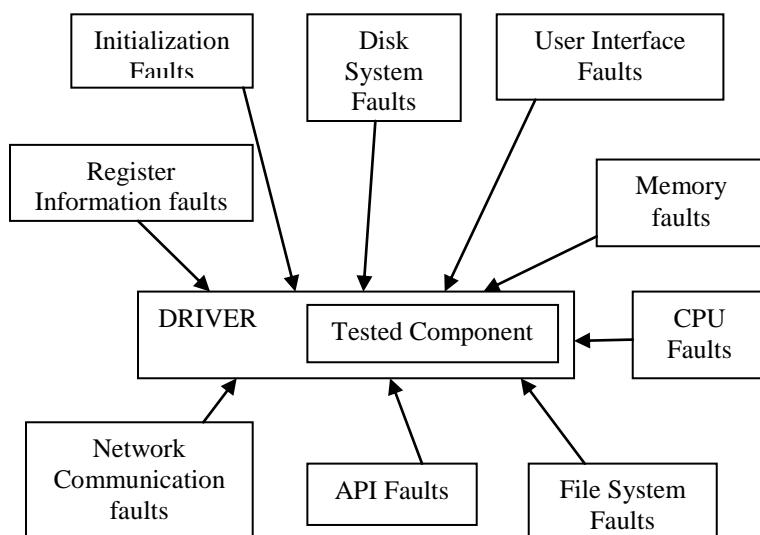 Initialization
Faults
Disk
System
Faults
User Interface
Faults
Register
Information faults
Memory
faults
DRIVER
Tested Component
CPU
Faults
Network
Communication
faults
API Faults
File System
Faults